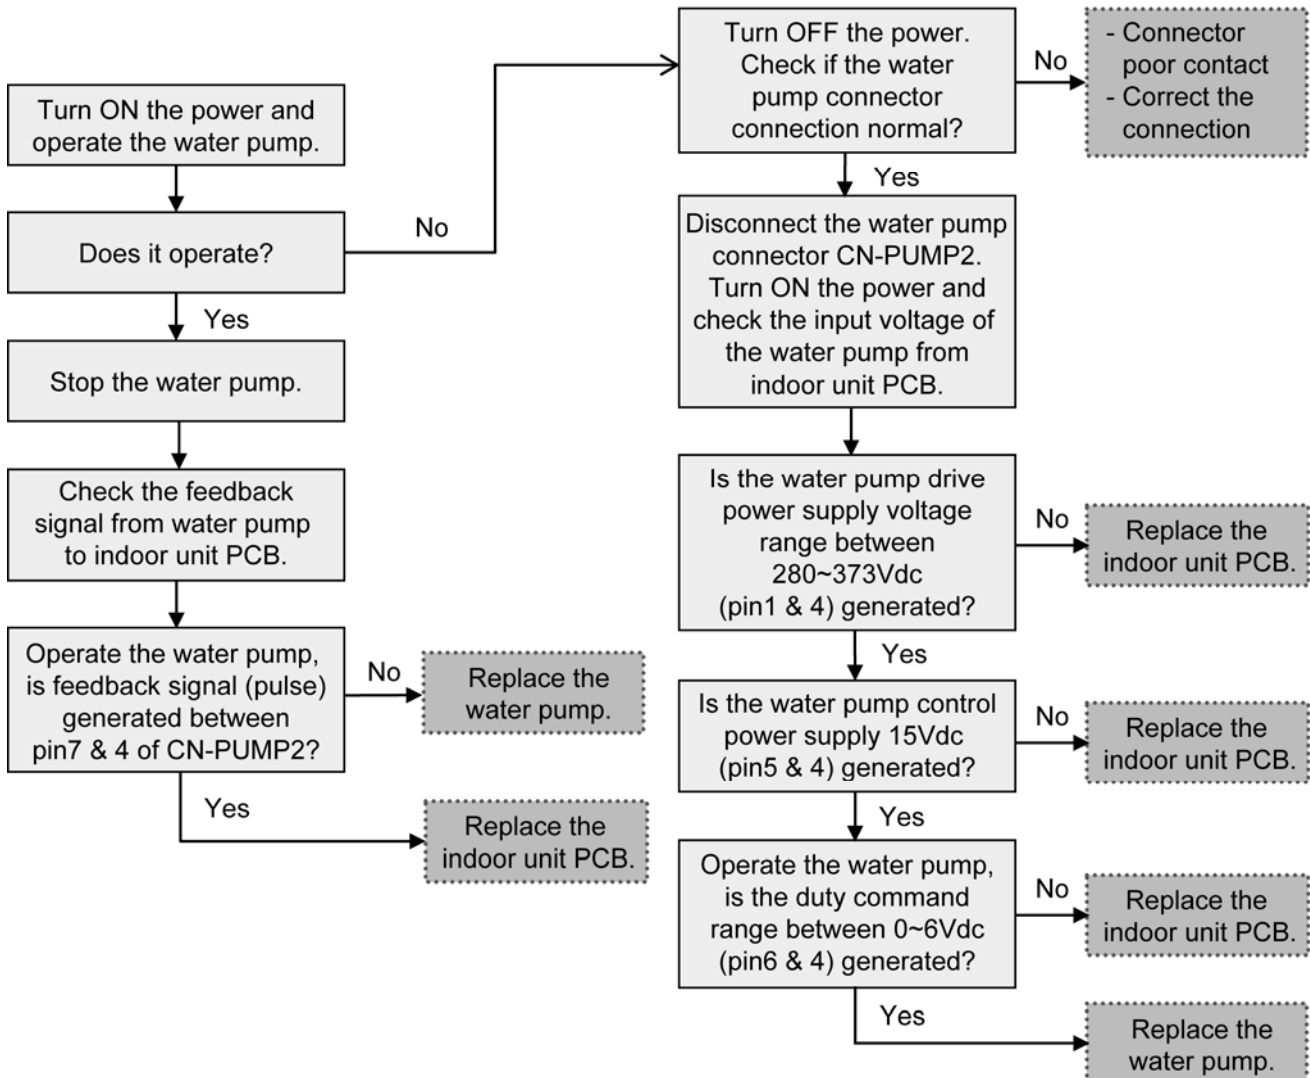 Turn ON the power and
operate the water pump.
Does it operate?
No
Yes
Stop the water pump.
Check the feedback
signal from water pump
to indoor unit PCB.
Operate the water pump,
is feedback signal (pulse)
generated between
pin7 & 4 of CN-PUMP2?
No
Replace the
water pump.
Yes
Replace the
indoor unit PCB.
Turn OFF the power.
Check if the water
pump connector
connection normal?
No
- Connector
poor contact
- Correct the
connection
Yes
Disconnect the water pump
connector CN-PUMP2.
Turn ON the power and
check the input voltage of
the water pump from
indoor unit PCB.
Is the water pump drive
power supply voltage
range between
280~373Vdc
(pin1 & 4) generated?
No
Replace the
indoor unit PCB.
Yes
Is the water pump control
power supply 15Vdc
(pin5 & 4) generated?
No
Replace the
indoor unit PCB.
Yes
Operate the water pump,
is the duty command
range between 0~6Vdc
(pin6 & 4) generated?
No
Replace the
indoor unit PCB.
Yes
Replace the
water pump.